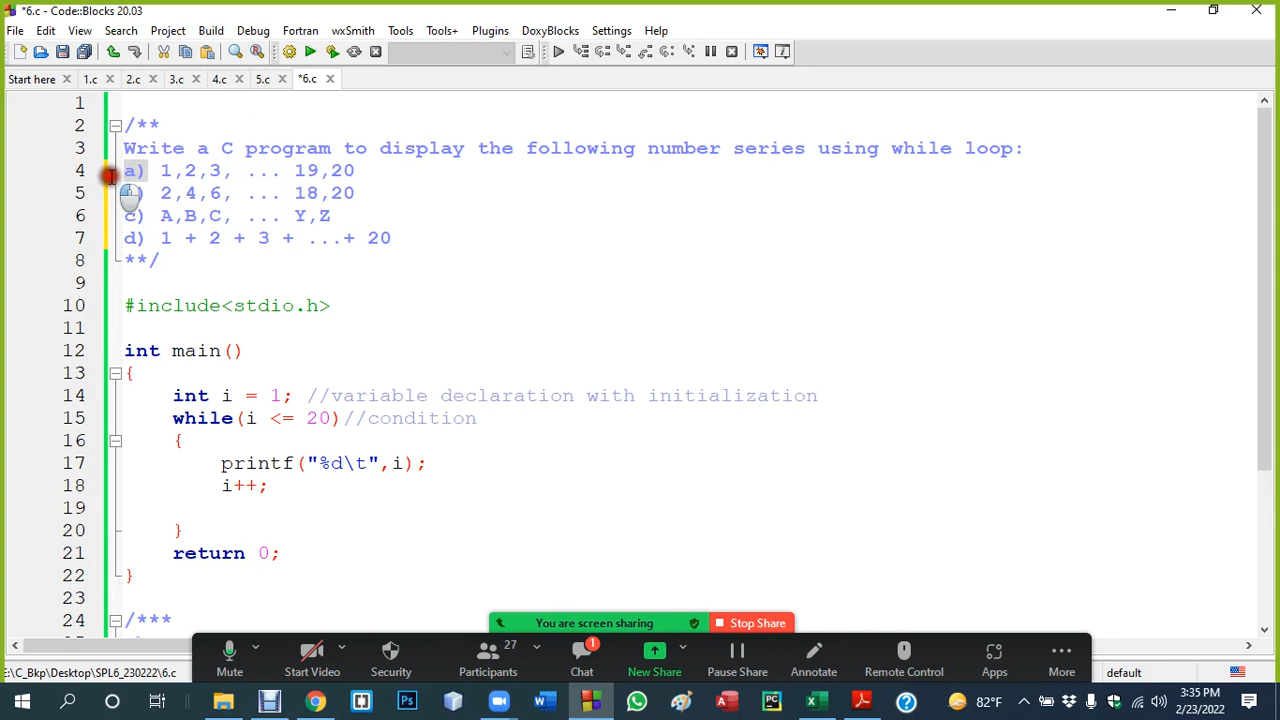 *6.c - Code::Blocks 20.03
File Edit View Search Project Build Debug Fortran wxSmith Tools Tools+ Plugins DoxyBlocks Settings Help
Start here 1.c 2.c 3.c 4.c 5.c *6.c
1
2 /**
3 Write a C program to display the following number series using while loop:
4 a) 1,2,3, ... 19,20
5 ) 2,4,6, ... 18,20
6 c) A,B,C, ... Y,Z
7 d) 1 + 2 + 3 + ...+ 20
8 **/
9
10 #include<stdio.h>
11
12 int main()
13 {
14 int i = 1; //variable declaration with initialization
15 while(i <= 20)//condition
16 {
17 printf("%d\t",i);
18 i++;
19
20 }
21 return 0;
22 }
23
24 /***
You are screen sharing Stop Share
Mute Start Video Security Participants 27 Chat 1 New Share Pause Share Annotate Remote Control Apps More
E:\C_Bkp\Desktop\SPL6_230222\6.c default
82°F 3:35 PM
2/23/2022